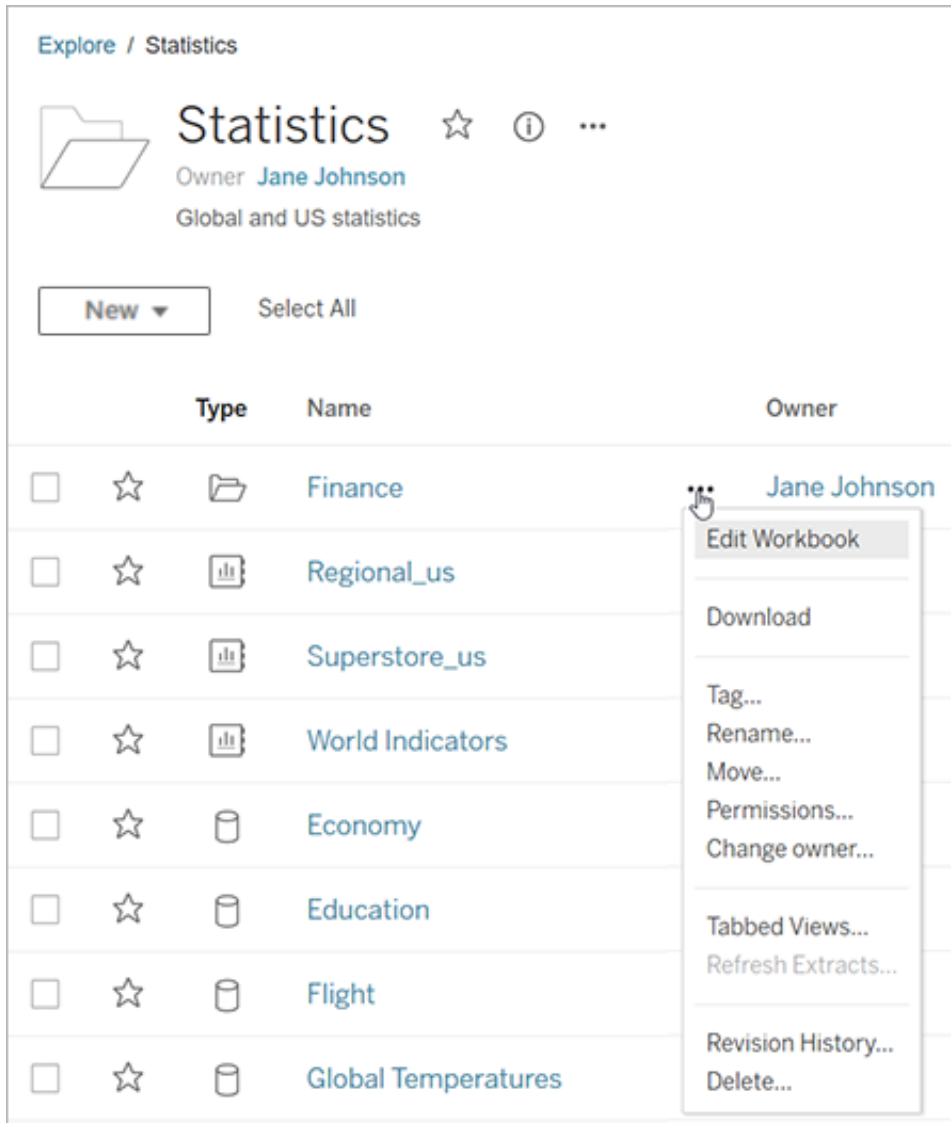 Explore / Statistics
Statistics
Owner Jane Johnson
Global and US statistics
New
Select All
Type Name Owner
Finance ••• Jane Johnson
Edit Workbook
Regional_us
Download
Superstore_us
Tag...
Rename...
World Indicators
Move...
Permissions...
Economy
Change owner...
Education
Tabbed Views...
Refresh Extracts...
Flight
Revision History...
Global Temperatures
Delete...